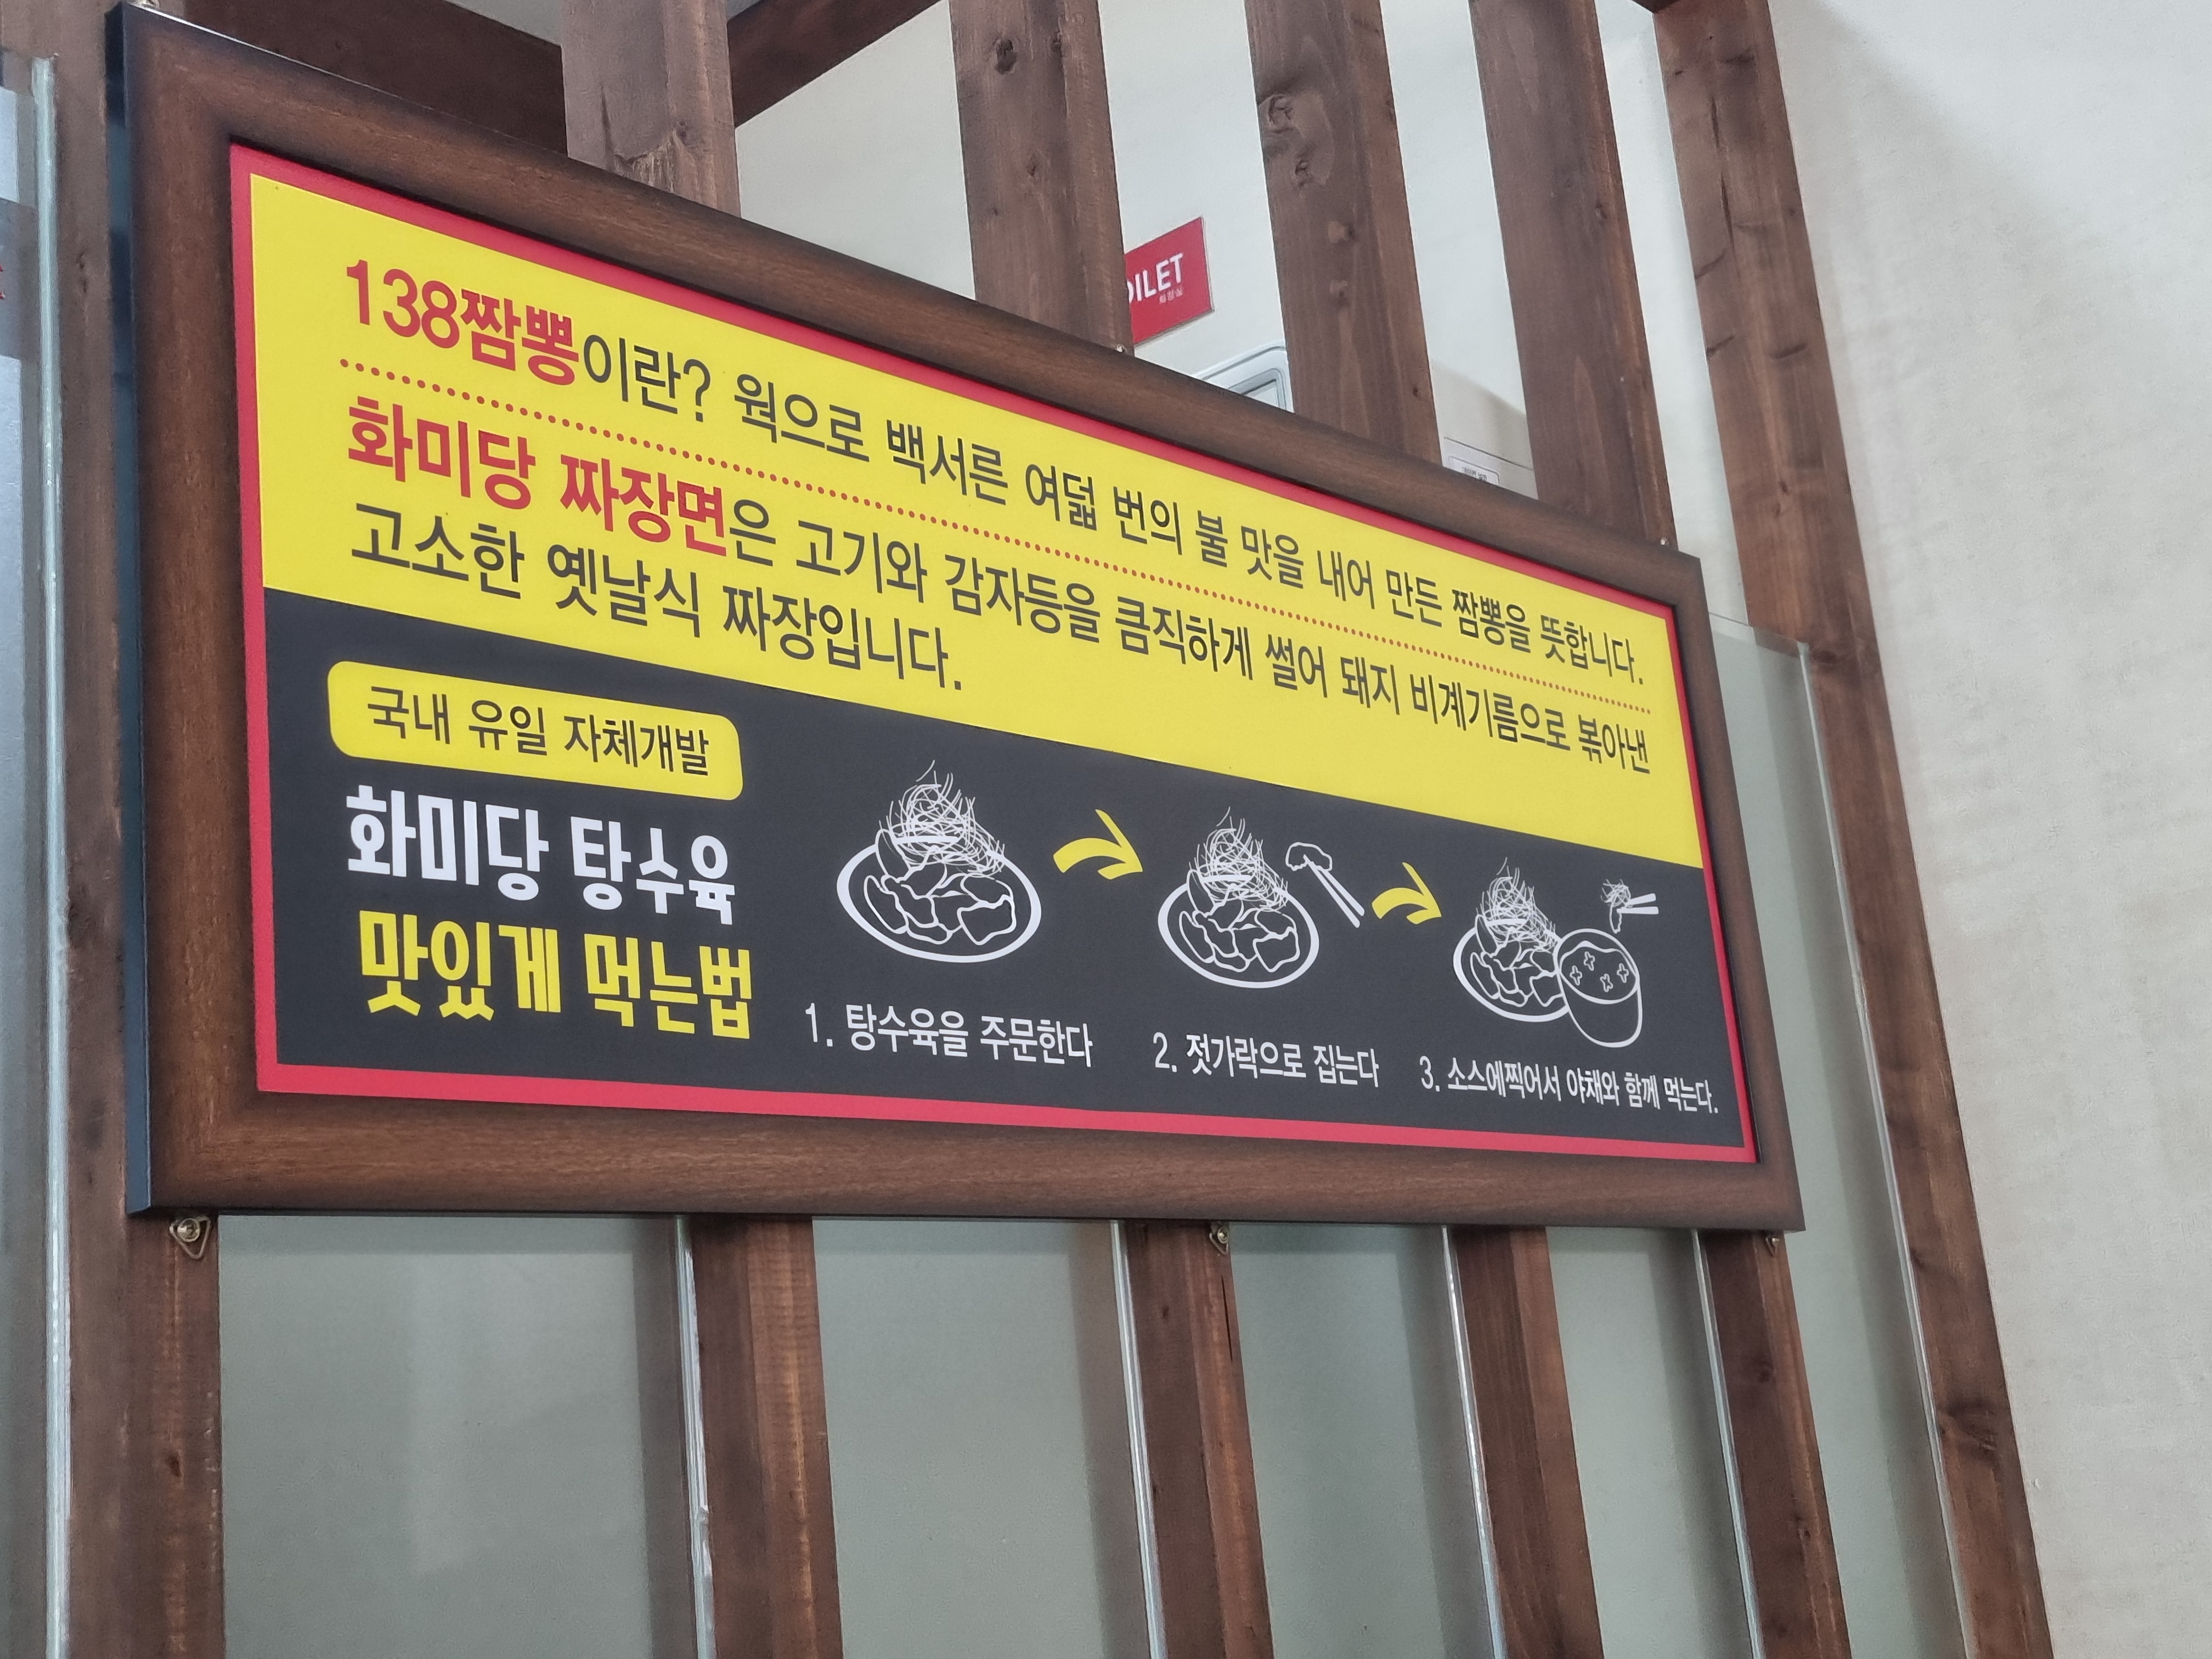 138짬뽕이란? 웍으로 백서른 여덟 번의 불 맛을 내어 만든 짬뽕을 뜻합니다.
화미당 짜장면은 고기와 감자등을 큼직하게 썰어 돼지 비계기름으로 볶아낸
고소한 옛날식 짜장입니다.
국내 유일 자체개발
화미당 탕수육
맛있게 먹는법
1. 탕수육을 주문한다
2. 젓가락으로 집는다
3. 소스에찍어서 야채와 함께 먹는다.
OILET
화장실